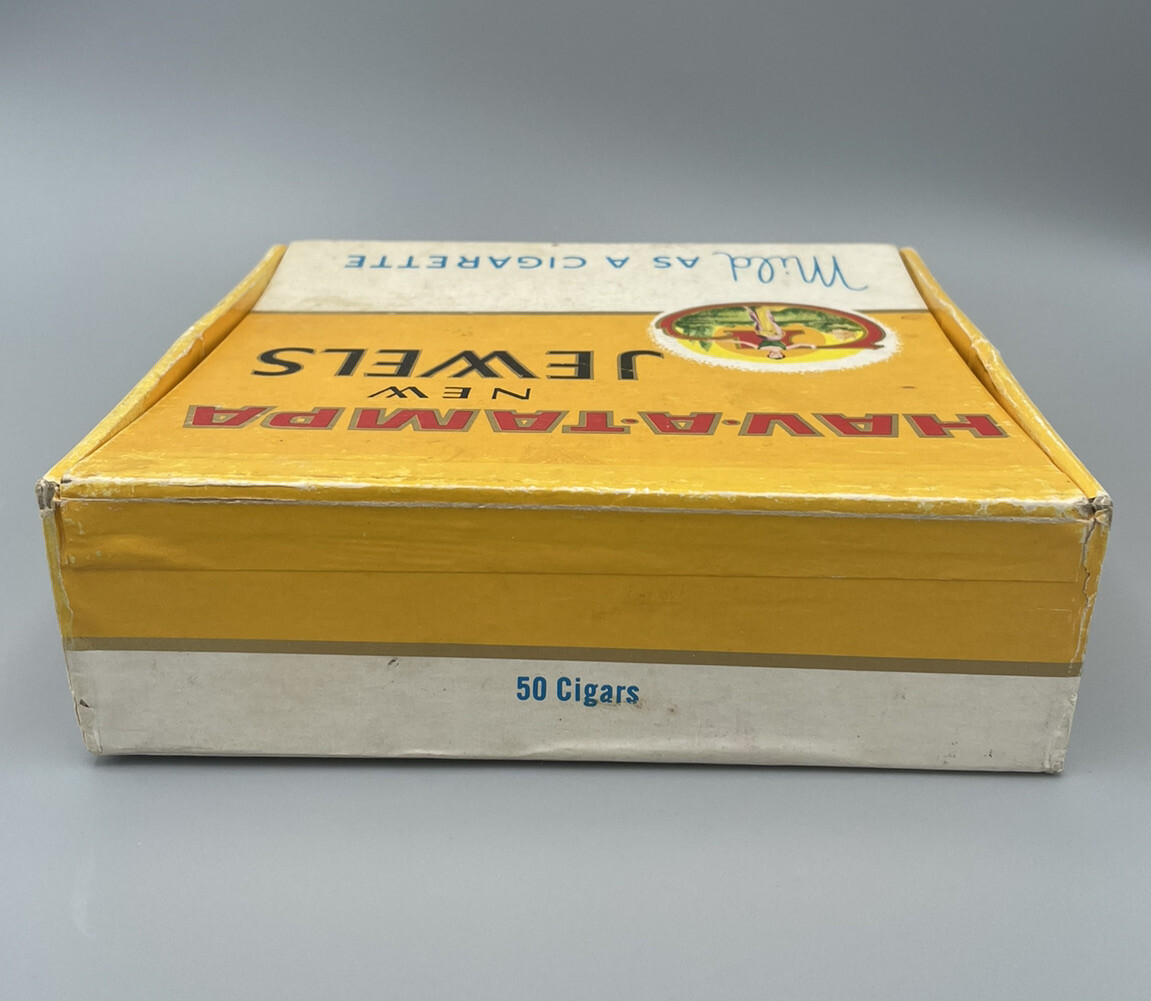 HAV-A-TAMPA
NEW
JEWELS
Mild AS A CIGARETTE
50 Cigars